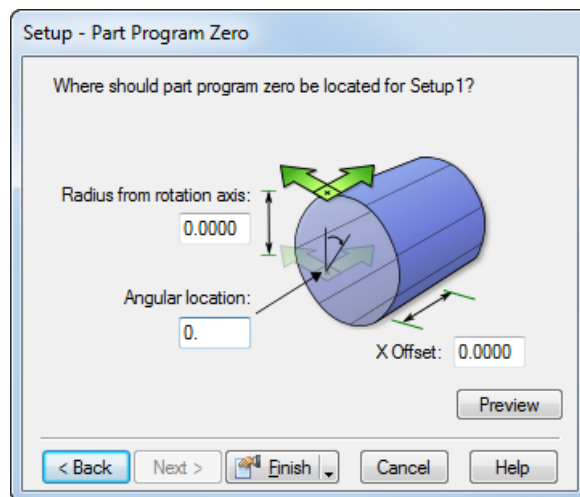 Setup - Part Program Zero
Where should part program zero be located for Setup1?
Radius from rotation axis:
0.0000
Angular location:
0.
X Offset: 0.0000
Preview
< Back Next > Finish Cancel Help